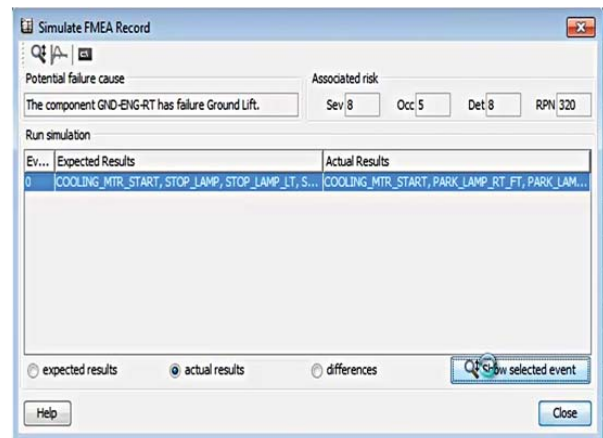 Simulate FMEA Record
Potential failure cause
Associated risk
The component GND-ENG-RT has failure Ground Lift.
Sev 8 Occ 5 Det 8 RPN 320
Run simulation
Ev... Expected Results Actual Results
0 COOLING_MTR_START, STOP_LAMP, STOP_LAMP_LT, S... COOLING_MTR_START, PARK_LAMP_RT_FT, PARK_LAM...
expected results actual results differences selected event
Help Close